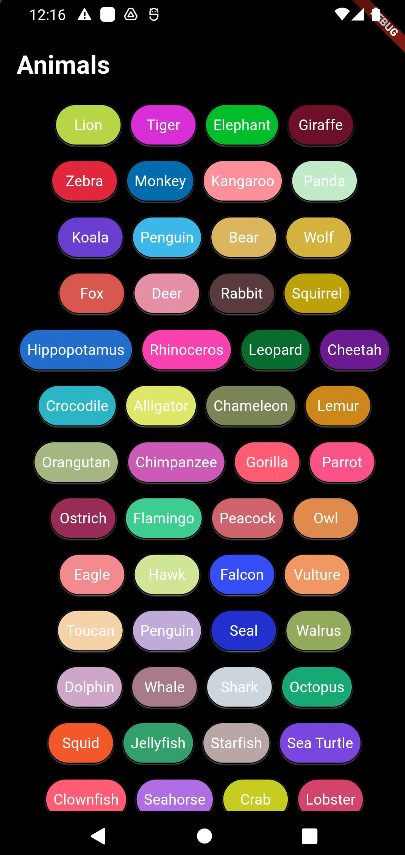 12:16
DEBUG
Animals
Lion Tiger Elephant Giraffe
Zebra Monkey Kangaroo Panda
Koala Penguin Bear Wolf
Fox Deer Rabbit Squirrel
Hippopotamus Rhinoceros Leopard Cheetah
Crocodile Alligator Chameleon Lemur
Orangutan Chimpanzee Gorilla Parrot
Ostrich Flamingo Peacock Owl
Eagle Hawk Falcon Vulture
Toucan Penguin Seal Walrus
Dolphin Whale Shark Octopus
Squid Jellyfish Starfish Sea Turtle
Clownfish Seahorse Crab Lobster